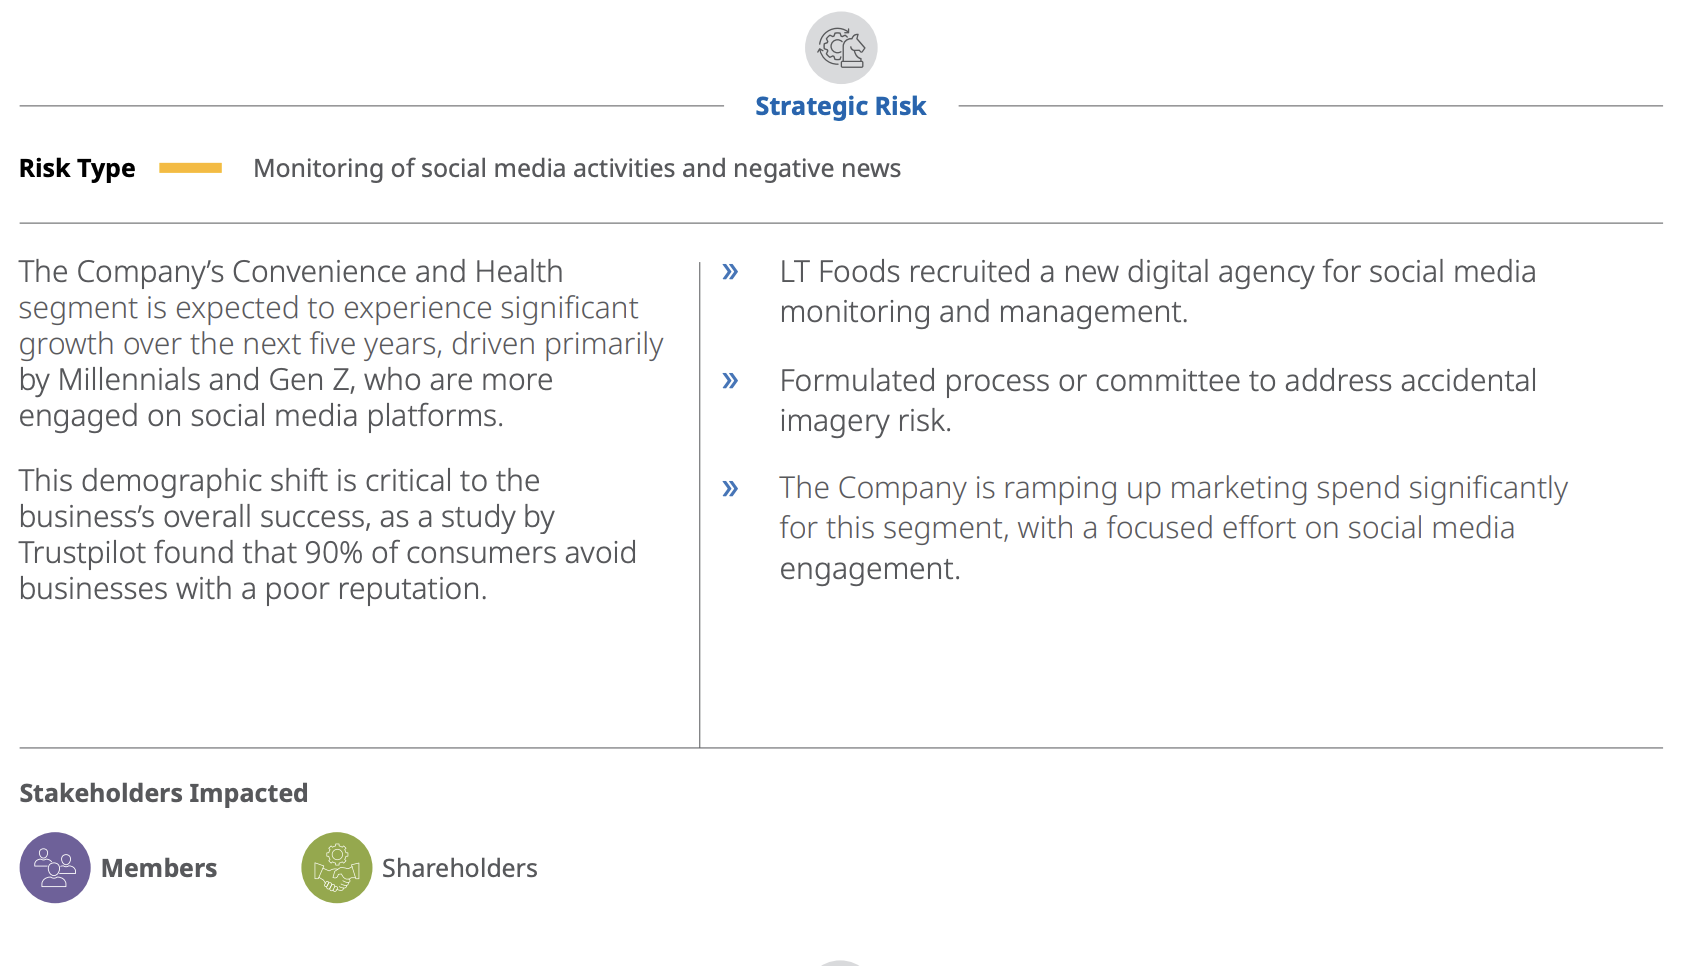 Strategic Risk
Risk Type
Monitoring of social media activities and negative news
The Company’s Convenience and Health
segment is expected to experience significant
growth over the next five years, driven primarily
by Millennials and Gen Z, who are more
engaged on social media platforms.
This demographic shift is critical to the
business’s overall success, as a study by
Trustpilot found that 90% of consumers avoid
businesses with a poor reputation.
» LT Foods recruited a new digital agency for social media
monitoring and management.
» Formulated process or committee to address accidental
imagery risk.
» The Company is ramping up marketing spend significantly
for this segment, with a focused effort on social media
engagement.
Stakeholders Impacted
Members
Shareholders